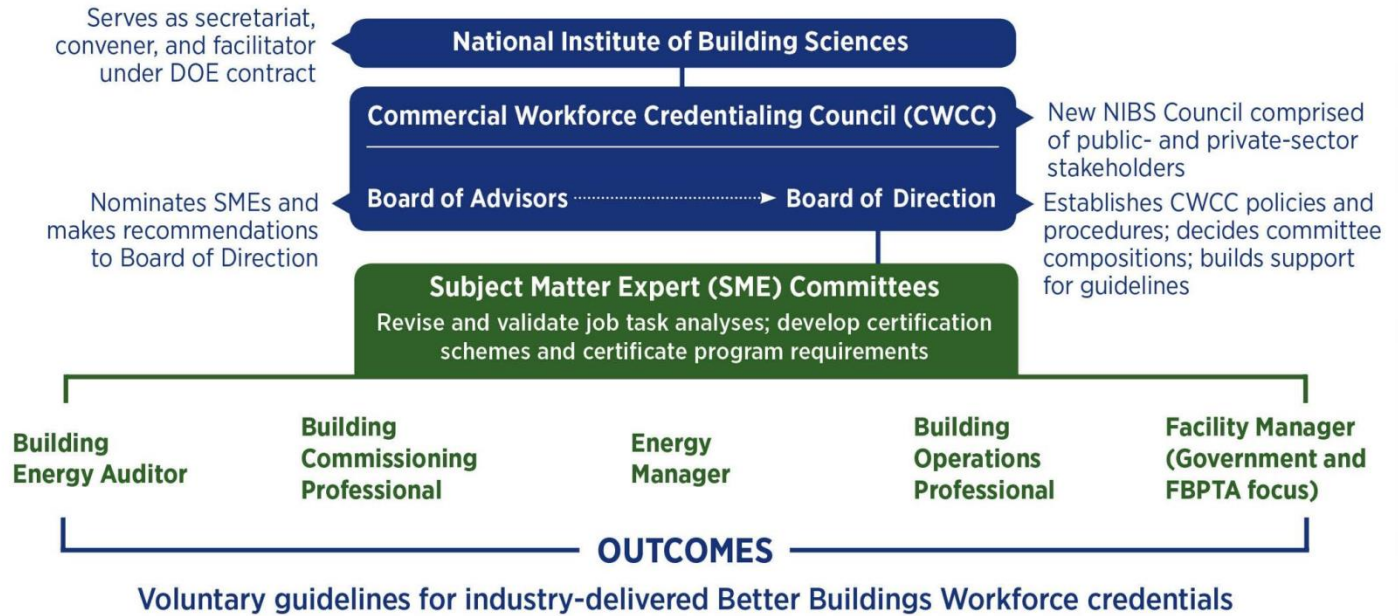 Serves as secretariat,
convener, and facilitator
under DOE contract
National Institute of Building Sciences
Commercial Workforce Credentialing Council (CWCC)
New NIBS Council comprised
of public- and private-sector
stakeholders
Nominates SMEs and
makes recommendations
to Board of Direction
Board of Advisors
Board of Direction
Establishes CWCC policies and
procedures; decides committee
compositions; builds support
for guidelines
Subject Matter Expert (SME) Committees
Revise and validate job task analyses; develop certification
schemes and certificate program requirements
Building
Energy Auditor
Building
Commissioning
Professional
Energy
Manager
Building
Operations
Professional
Facility Manager
(Government and
FBPTA focus)
OUTCOMES
Voluntary guidelines for industry-delivered Better Buildings Workforce credentials